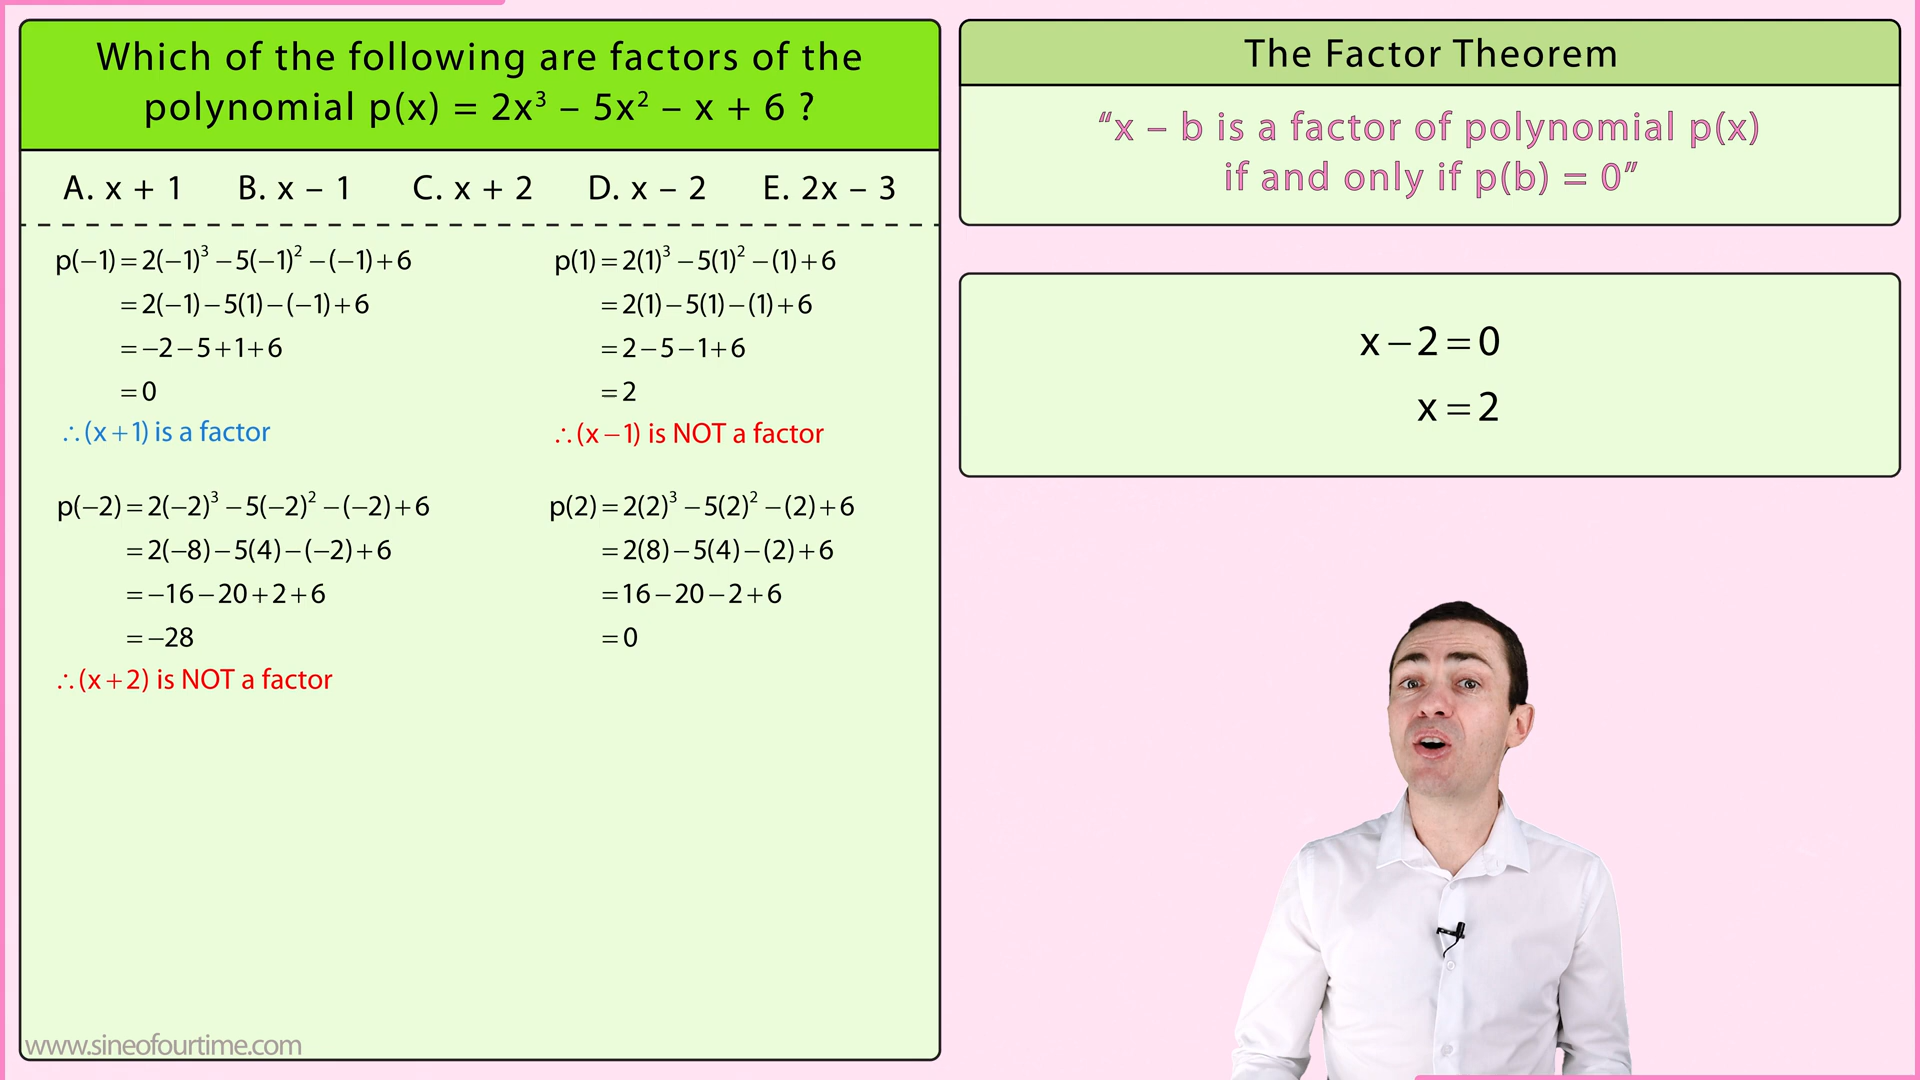 Which of the following are factors of the
polynomial p(x) = 2x³ – 5x² – x + 6 ?
A. x + 1 B. x – 1 C. x + 2 D. x – 2 E. 2x – 3
p(−1) = 2(−1)³ − 5(−1)² − (−1) + 6
= 2(−1) − 5(1) − (−1) + 6
= −2 − 5 + 1 + 6
= 0
∴ (x + 1) is a factor
p(1) = 2(1)³ − 5(1)² − (1) + 6
= 2(1) − 5(1) − (1) + 6
= 2 − 5 − 1 + 6
= 2
∴ (x − 1) is NOT a factor
p(−2) = 2(−2)³ − 5(−2)² − (−2) + 6
= 2(−8) − 5(4) − (−2) + 6
= −16 − 20 + 2 + 6
= −28
∴ (x + 2) is NOT a factor
p(2) = 2(2)³ − 5(2)² − (2) + 6
= 2(8) − 5(4) − (2) + 6
= 16 − 20 − 2 + 6
= 0
www.sineofourtime.com
The Factor Theorem
“x – b is a factor of polynomial p(x)
if and only if p(b) = 0”
x − 2 = 0
x = 2